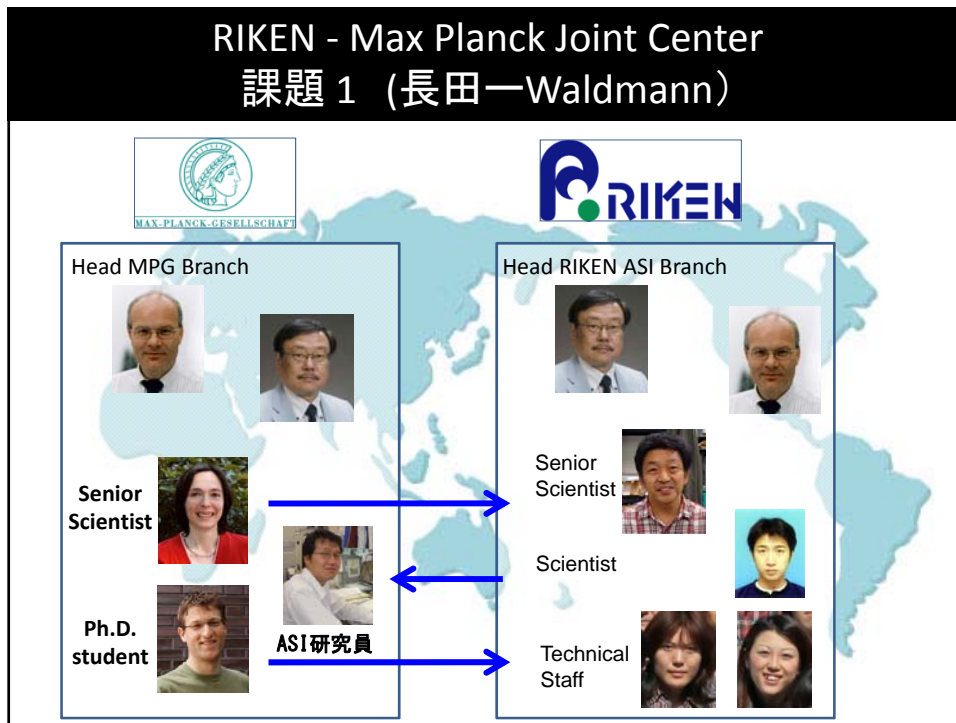 RIKEN - Max Planck Joint Center
課題1 (長田ーWaldmann）
MAX-PLANCK-GESELLSCHAFT
RIKEN
Head MPG Branch
Head RIKEN ASI Branch
Senior
Scientist
Senior
Scientist
ASI研究員
Scientist
Ph.D.
student
Technical
Staff